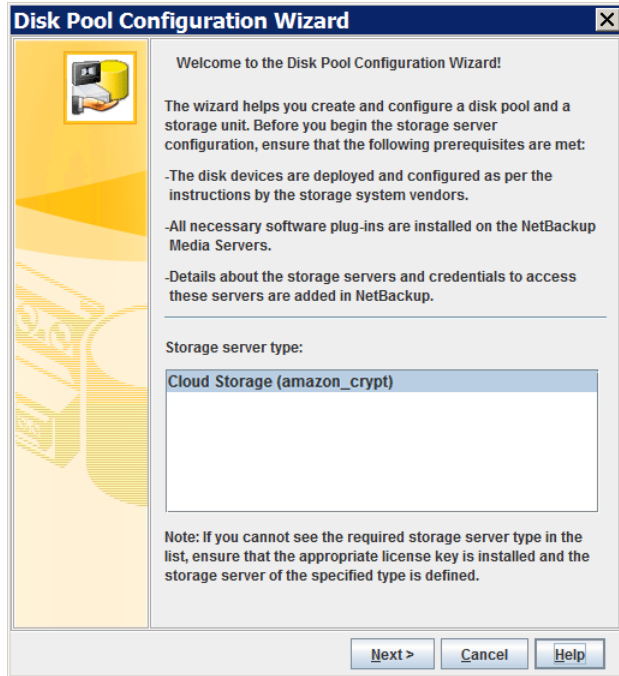 Disk Pool Configuration Wizard
Welcome to the Disk Pool Configuration Wizard!
The wizard helps you create and configure a disk pool and a
storage unit. Before you begin the storage server
configuration, ensure that the following prerequisites are met:
-The disk devices are deployed and configured as per the
instructions by the storage system vendors.
-All necessary software plug-ins are installed on the NetBackup
Media Servers.
-Details about the storage servers and credentials to access
these servers are added in NetBackup.
Storage server type:
Cloud Storage (amazon_crypt)
Note: If you cannot see the required storage server type in the
list, ensure that the appropriate license key is installed and the
storage server of the specified type is defined.
Next > Cancel Help